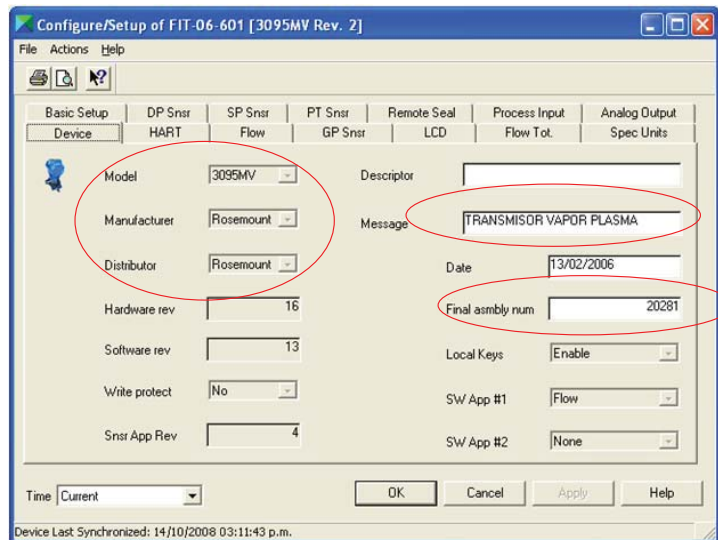 Configure/Setup of FIT-06-601 [3095MV Rev. 2]
File Actions Help
Basic Setup DP Snsr SP Snsr PT Snsr Remote Seal Process Input Analog Output
Device HART Flow GP Snsr LCD Flow Tot. Spec Units
Model 3095MV Descriptor
Manufacturer Rosemount Message TRANSMISOR VAPOR PLASMA
Distributor Rosemount Date 13/02/2006
Hardware rev 16 Final asmbly num 20281
Software rev 13 Local Keys Enable
Write protect No SW App #1 Flow
Snsr App Rev 4 SW App #2 None
Time Current OK Cancel Apply Help
Device Last Synchronized: 14/10/2008 03:11:43 p.m.